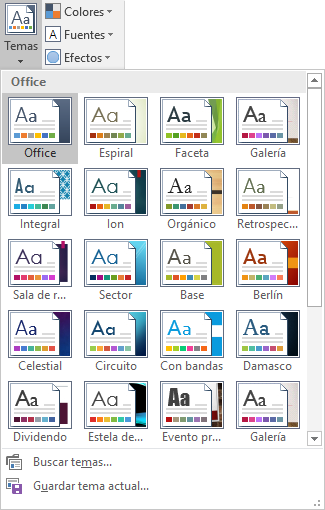 Temas
Colores
Fuentes
Efectos
Office
Aa Aa Aa Aa
Office Espiral Faceta Galería
Aa Aa Aa Aa
Integral Ion Orgánico Retrospec...
Aa Aa Aa Aa
Sala de r... Sector Base Berlín
Aa Aa Aa Aa
Celestial Circuito Con bandas Damasco
Aa Aa Aa Aa
Dividendo Estela de... Evento pr... Galería
Buscar temas...
Guardar tema actual...